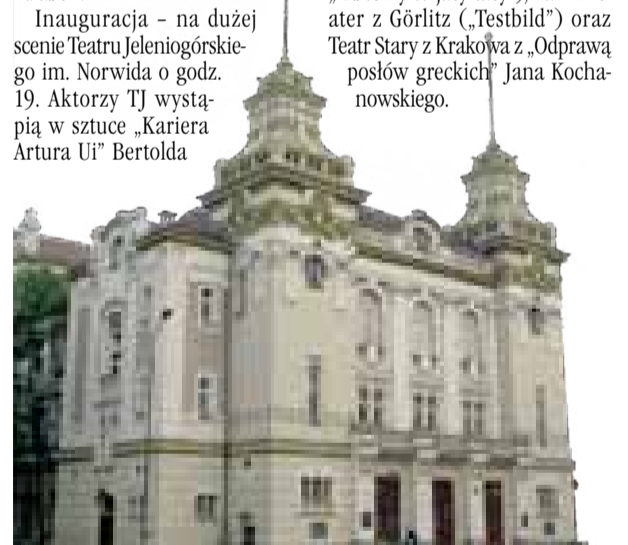 Inauguracja – na dużej
scenie Teatru Jeleniogórskie-
go im. Norwida o godz.
19. Aktorzy TJ wystą-
pią w sztuce „Kariera
Artura Ui” Bertolda
ater z Görlitz („Testbild”) oraz
Teatr Stary z Krakowa z „Odprawą
posłów greckich” Jana Kocha-
nowskiego.